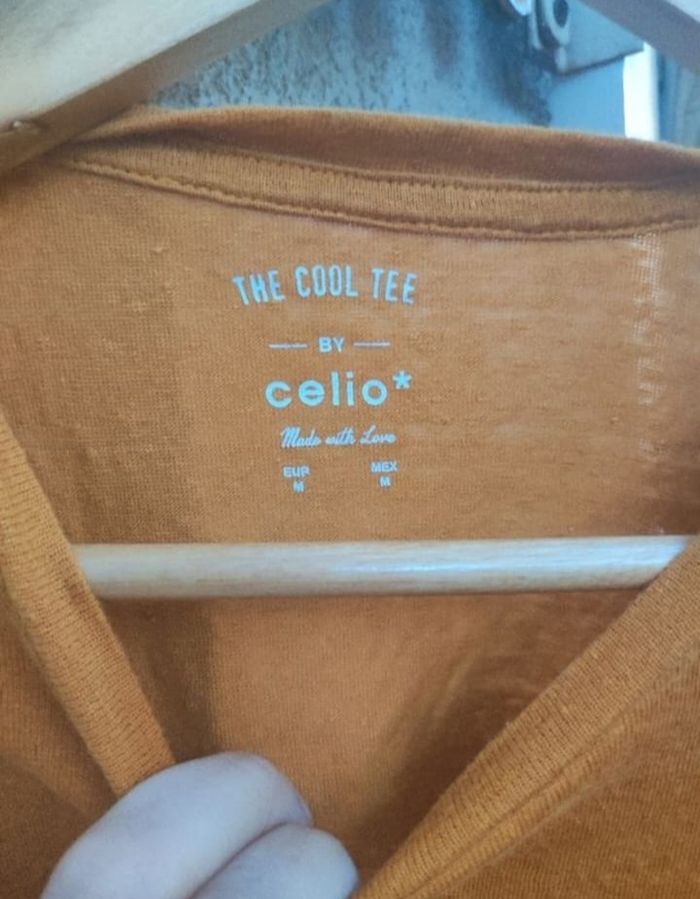 THE COOL TEE
BY
celio*
Made with Love
EUR MEX
M M